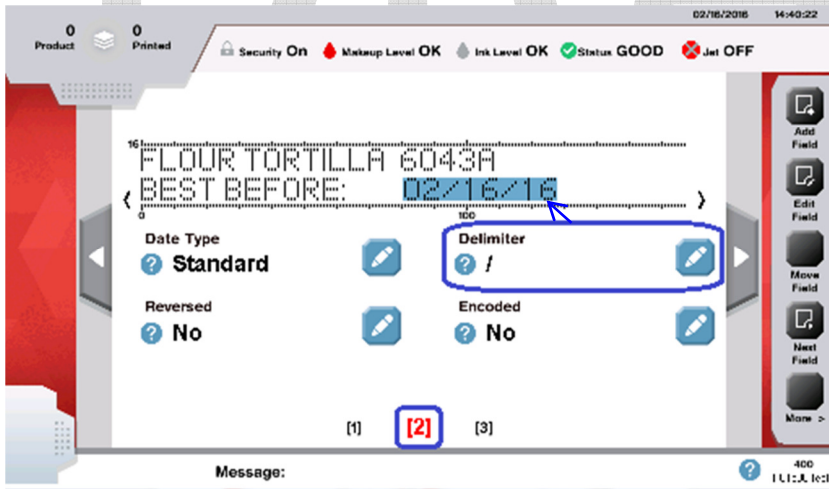 02/16/2016 14:40:22
0
Product
0
Printed
Security On
Makeup Level OK
Ink Level OK
Status GOOD
Jet OFF
16
FLOUR TORTILLA 6043A
BEST BEFORE: 02/16/16
0 100
Date Type
? Standard
Delimiter
? /
Reversed
? No
Encoded
? No
[1] [2] [3]
Add
Field
Edit
Field
Move
Field
Next
Field
More >
Message:
?
400